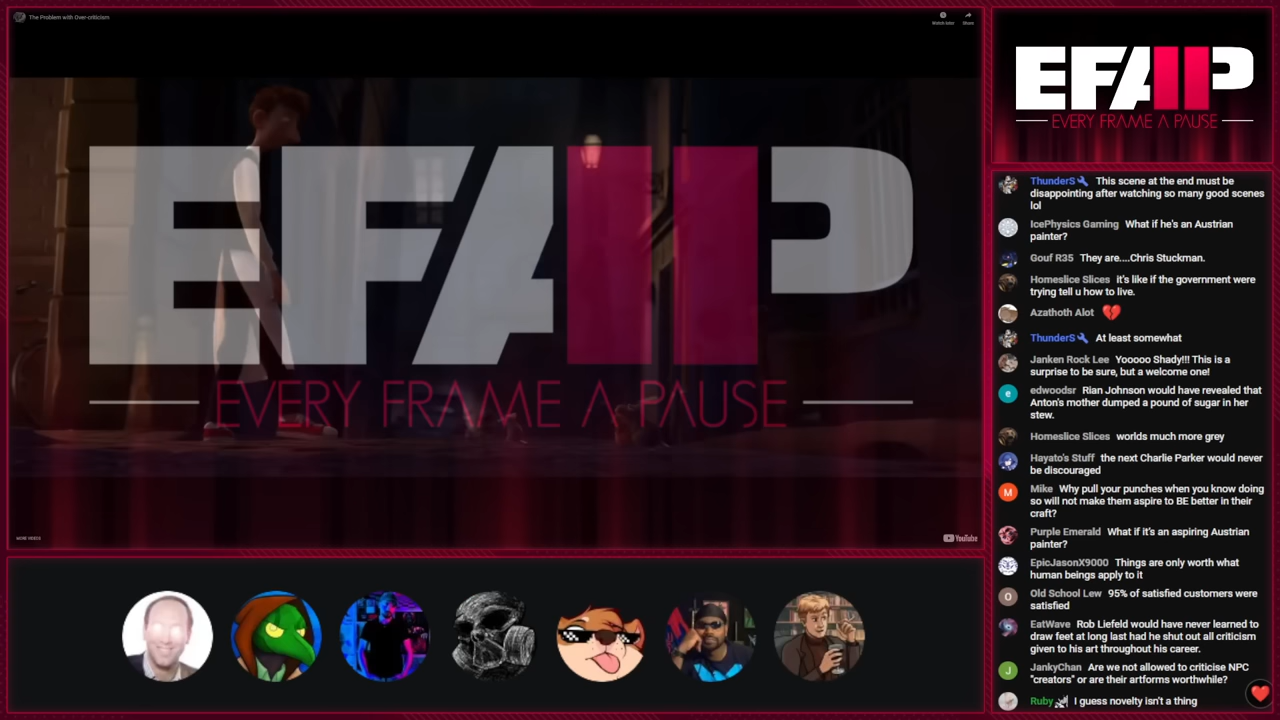 The Problem with Over-criticism
Watch later
Share
EFAP
EVERY FRAME A PAUSE
MORE VIDEOS
YouTube
EFAP
EVERY FRAME A PAUSE
ThunderS This scene at the end must be
disappointing after watching so many good scenes
lol
IcePhysics Gaming What if he's an Austrian
painter?
Gouf R35 They are....Chris Stuckman.
Homeslice Slices it's like if the government were
trying tell u how to live.
Azathoth Alot 💔
ThunderS At least somewhat
Janken Rock Lee Yooooo Shady!!! This is a
surprise to be sure, but a welcome one!
e
edwoodsr Rian Johnson would have revealed that
Anton's mother dumped a pound of sugar in her
stew.
Homeslice Slices worlds much more grey
Hayato's Stuff the next Charlie Parker would never
be discouraged
M
Mike Why pull your punches when you know doing
so will not make them aspire to BE better in their
craft?
Purple Emerald What if it's an aspiring Austrian
painter?
EpicJasonX9000 Things are only worth what
human beings apply to it
O
Old School Lew 95% of satisfied customers were
satisfied
EatWave Rob Liefeld would have never learned to
draw feet at long last had he shut out all criticism
given to his art throughout his career.
J
JankyChan Are we not allowed to criticise NPC
"creators" or are their artforms worthwhile?
Ruby I guess novelty isn't a thing